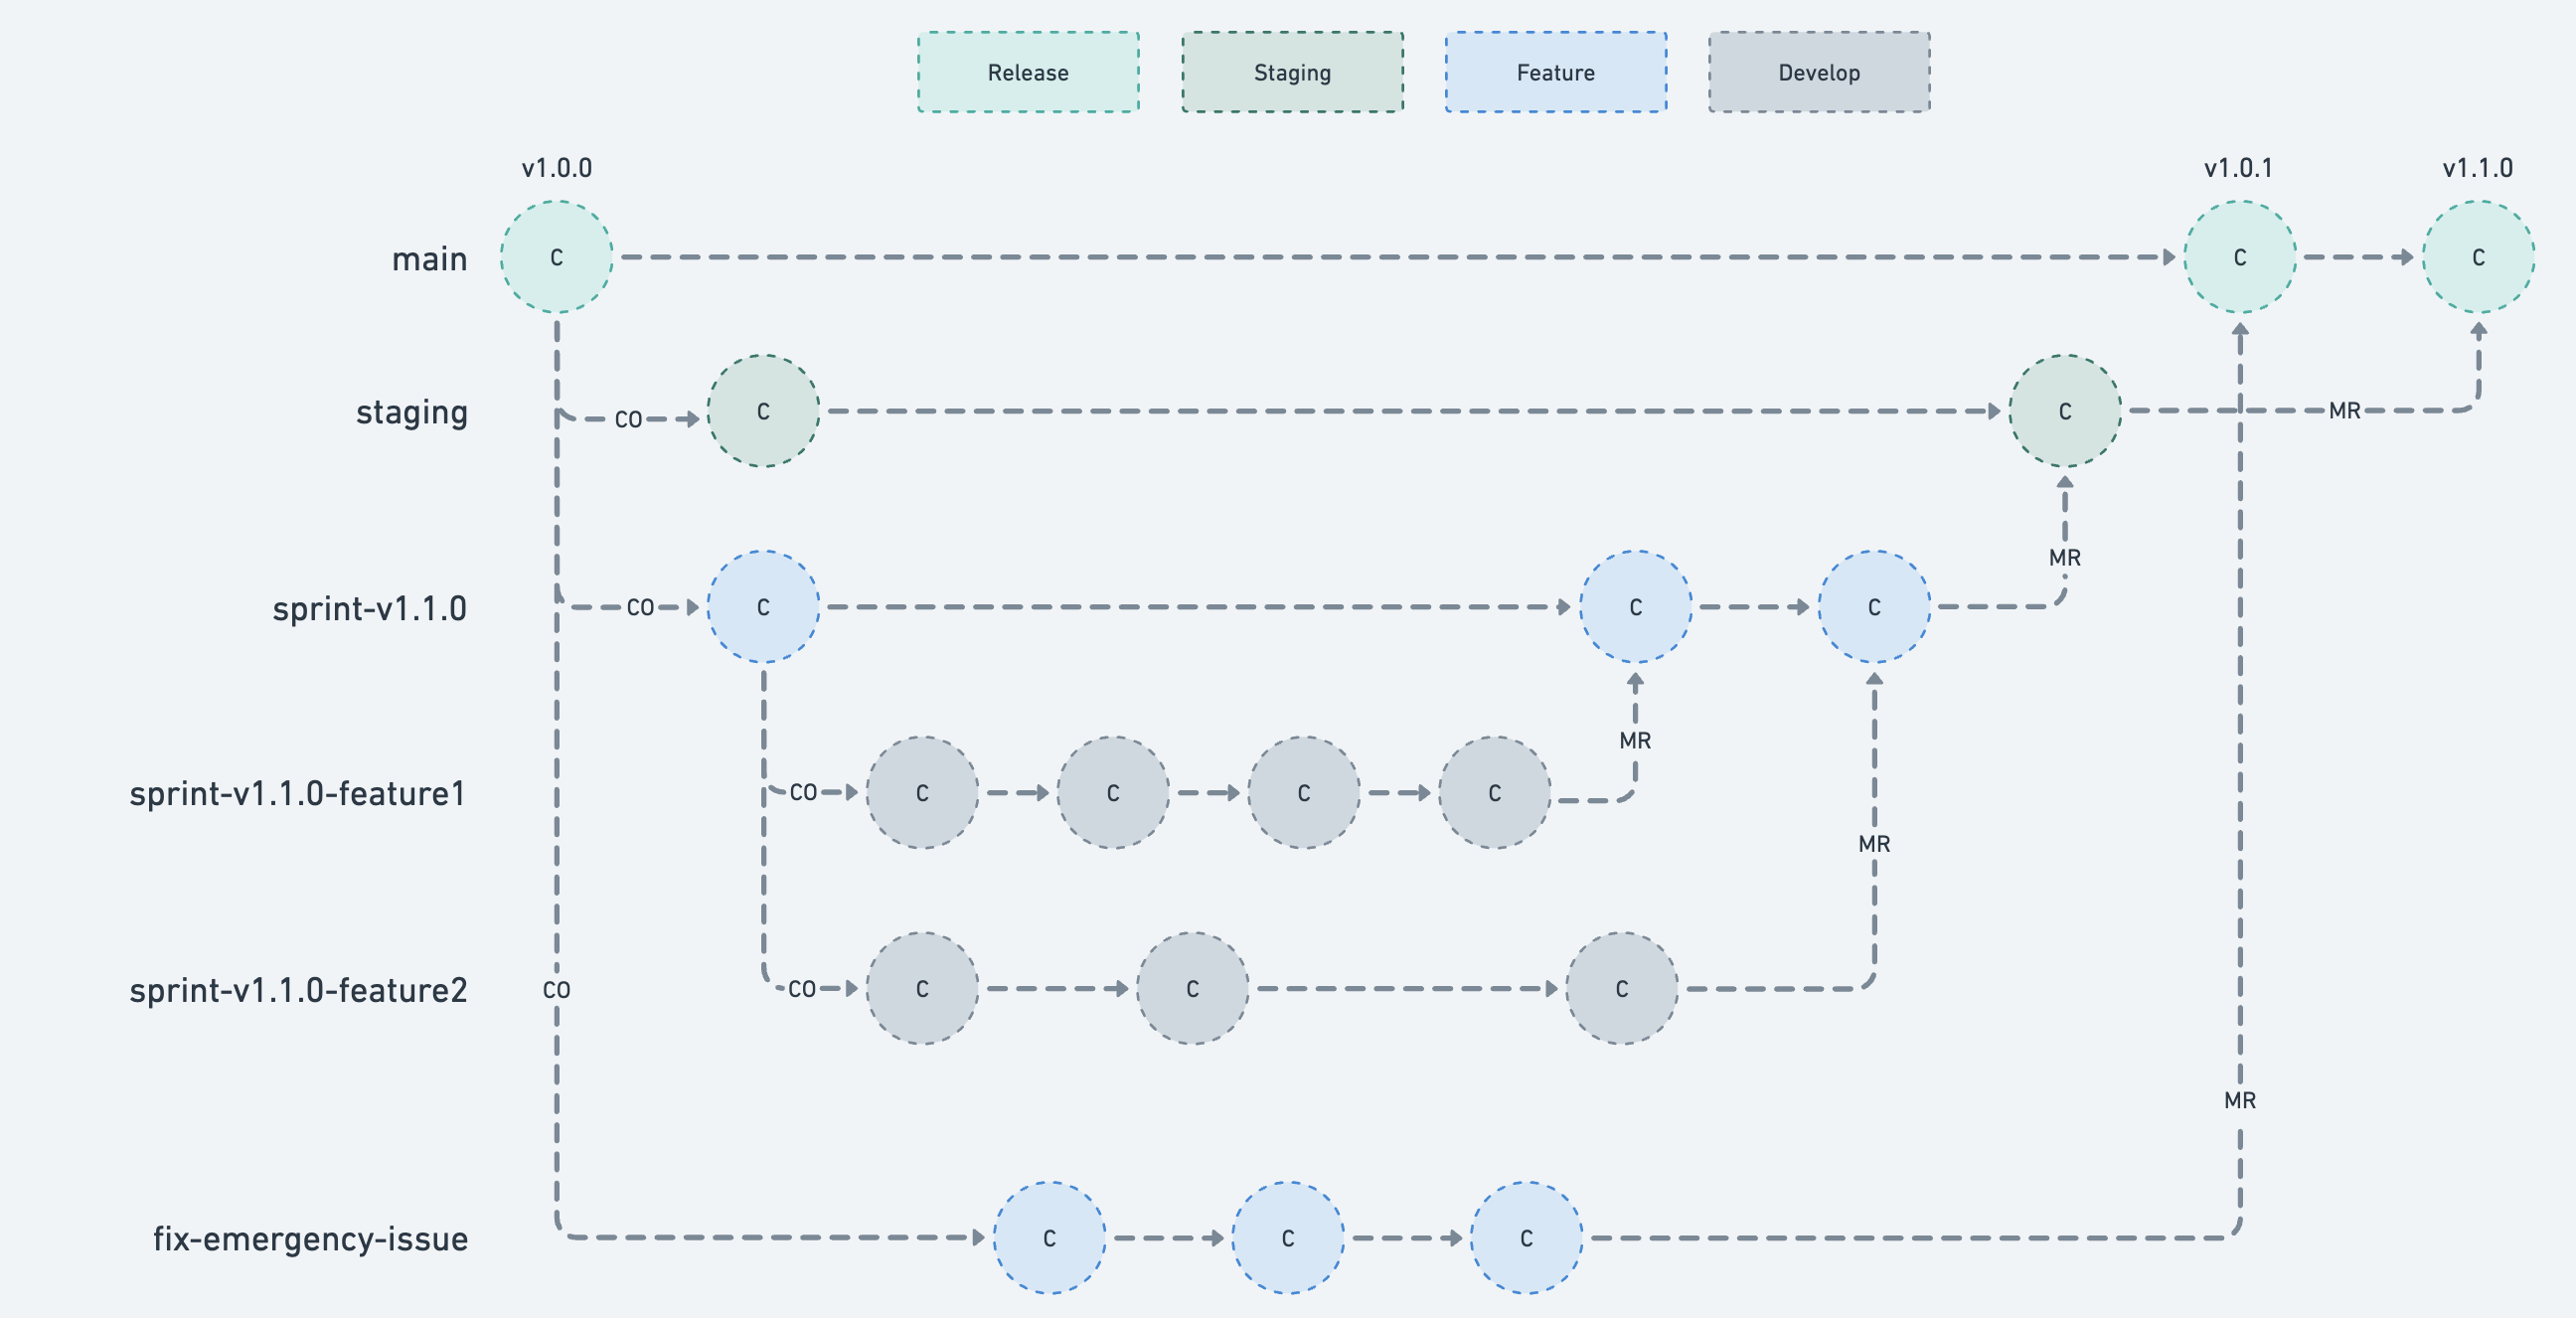 Release
Staging
Feature
Develop
v1.0.0
v1.0.1
v1.1.0
main
C
C
C
staging
CO
C
C
MR
sprint-v1.1.0
CO
C
C
C
MR
sprint-v1.1.0-feature1
CO
C
C
C
C
MR
sprint-v1.1.0-feature2
CO
CO
C
C
C
MR
fix-emergency-issue
C
C
C
MR